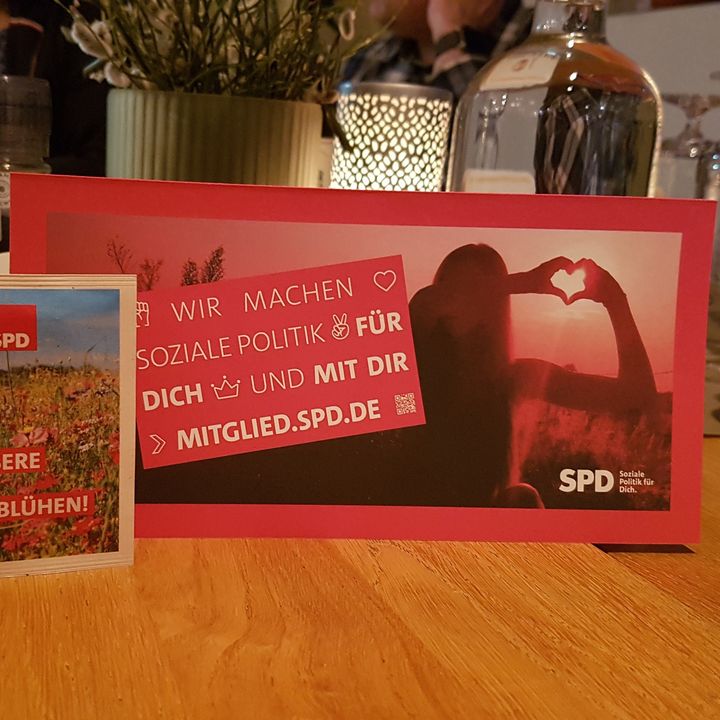 WIR MACHEN
SOZIALE POLITIK FÜR
DICH UND MIT DIR
MITGLIED.SPD.DE
SPD Soziale
Politik für
Dich.
SPD
BLÜHEN!